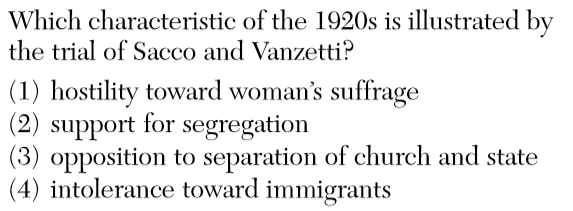 Which characteristic of the 1920s is illustrated by
the trial of Sacco and Vanzetti?
(1) hostility toward woman's suffrage
(2) support for segregation
(3) opposition to separation of church and state
(4) intolerance toward immigrants